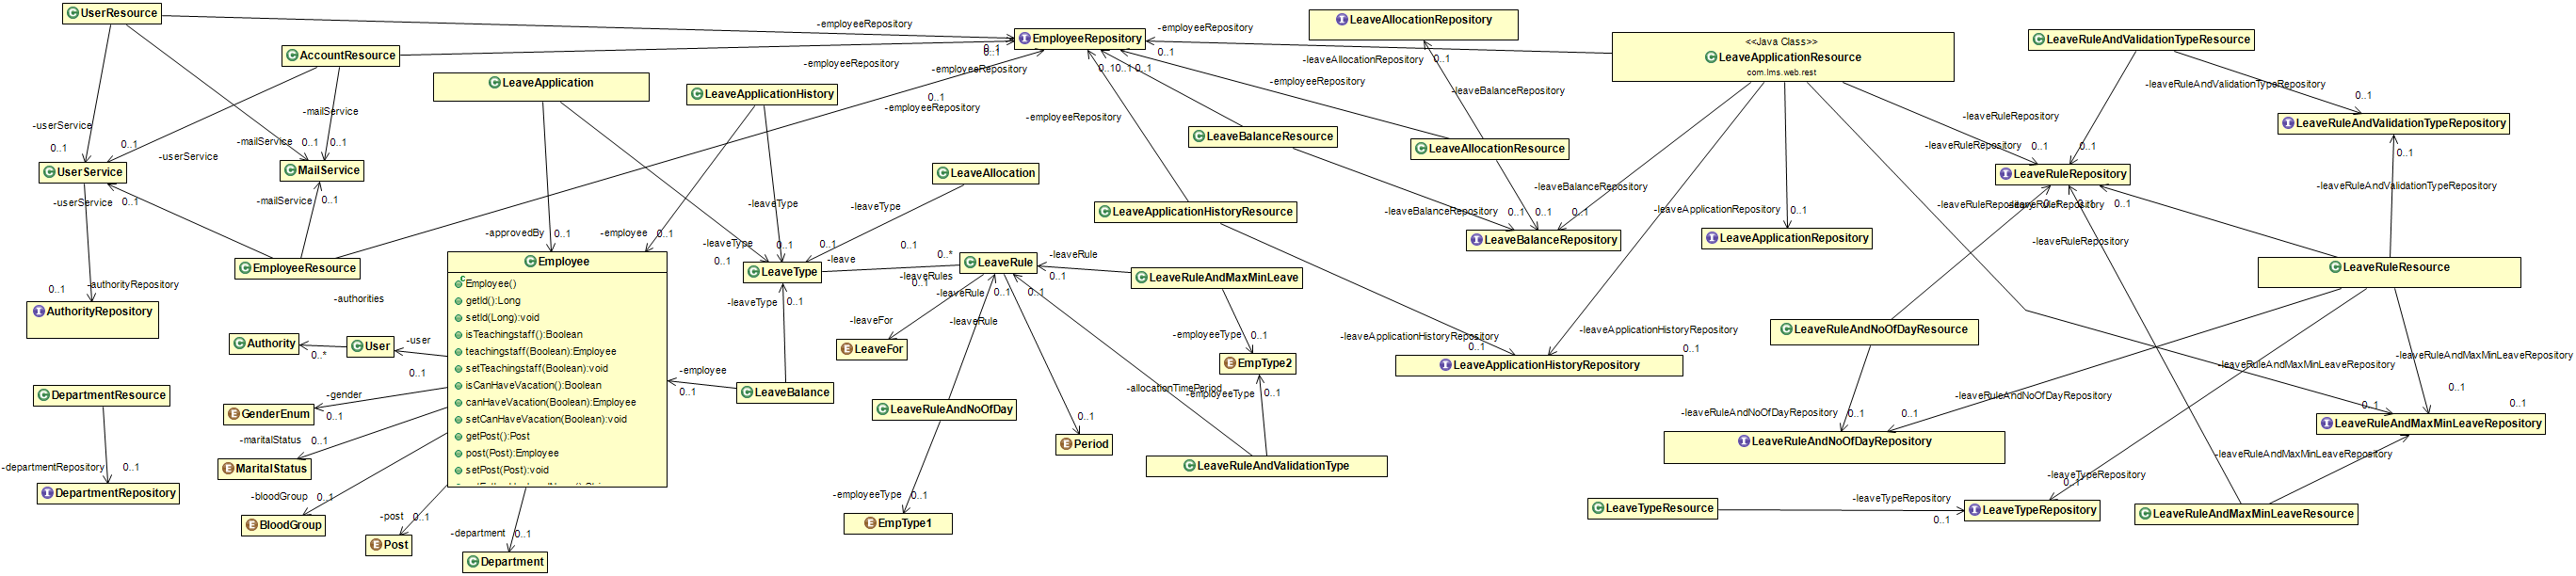 UserResource
-employeeRepository
EmployeeRepository
0..1
0..1
-employeeRepository
0..1
LeaveAllocationRepository
0..1
-leaveAllocationRepository
<<Java Class>>
LeaveApplicationResource
com.lms.web.rest
LeaveRuleAndValidationTypeResource
AccountResource
-employeeRepository
-employeeRepository
0..1
-employeeRepository
LeaveApplication
LeaveApplicationHistory
0..1
0..1
0..1
-employeeRepository
-leaveBalanceRepository
-leaveRuleAndValidationTypeRepository
0..1
-mailService
-employeeRepository
-leaveRuleRepository
LeaveRuleAndValidationTypeRepository
0..1
-userService
0..1
0..1
-userService
-mailService
0..1
0..1
LeaveBalanceResource
LeaveAllocationResource
-leaveRuleRepository
0..1
0..1
UserService
MailService
LeaveAllocation
LeaveRuleRepository
-userService
0..1
-mailService
0..1
-leaveType
-leaveType
LeaveApplicationHistoryResource
-leaveBalanceRepository
-leaveBalanceRepository
0..1
0..1
0..1
-leaveApplicationRepository
0..1
-leaveRuleAndValidationTypeRepository
-leaveRuleRepository
-leaveRuleRepository
0..1
0..1
0..1
-approvedBy
0..1
-employee
0..1
-leaveType
0..1
0..1
0..1
0..1
LeaveBalanceRepository
LeaveApplicationRepository
-leaveRuleRepository
EmployeeResource
Employee
LeaveType
-leave
0..*
LeaveRule
-leaveRule
0..1
LeaveRuleAndMaxMinLeave
LeaveRuleResource
0..1
-authorityRepository
AuthorityRepository
-authorities
Employee()
getId():Long
setId(Long):void
isTeachingstaff():Boolean
teachingstaff(Boolean):Employee
setTeachingstaff(Boolean):void
isCanHaveVacation():Boolean
canHaveVacation(Boolean):Employee
setCanHaveVacation(Boolean):void
getPost():Post
post(Post):Employee
setPost(Post):void
-leaveType
0..1
-leaveRules
0..1
-leaveRule
0..1
0..1
-leaveFor
-leaveRule
LeaveFor
-employeeType
0..1
EmpType2
-leaveApplicationHistoryRepository
0..1
-leaveApplicationHistoryRepository
0..1
LeaveApplicationHistoryRepository
LeaveRuleAndNoOfDayResource
-leaveRuleAndMaxMinLeaveRepository
-leaveRuleAndMaxMinLeaveRepository
Authority
0..*
User
-user
0..1
-employee
0..1
LeaveBalance
-allocationTimePeriod
-employeeType
0..1
DepartmentResource
-gender
0..1
GenderEnum
LeaveRuleAndNoOfDay
0..1
Period
-leaveRuleAndNoOfDayRepository
0..1
0..1
-leaveRuleAndNoOfDayRepository
0..1
0..1
0..1
LeaveRuleAndMaxMinLeaveRepository
-maritalStatus
0..1
MaritalStatus
LeaveRuleAndNoOfDayRepository
-departmentRepository
0..1
DepartmentRepository
LeaveRuleAndValidationType
-leaveRuleAndMaxMinLeaveRepository
-leaveTypeRepository
0..1
-bloodGroup
0..1
BloodGroup
-employeeType
0..1
EmpType1
LeaveTypeResource
-leaveTypeRepository
0..1
LeaveTypeRepository
LeaveRuleAndMaxMinLeaveResource
-post
0..1
Post
-department
0..1
Department